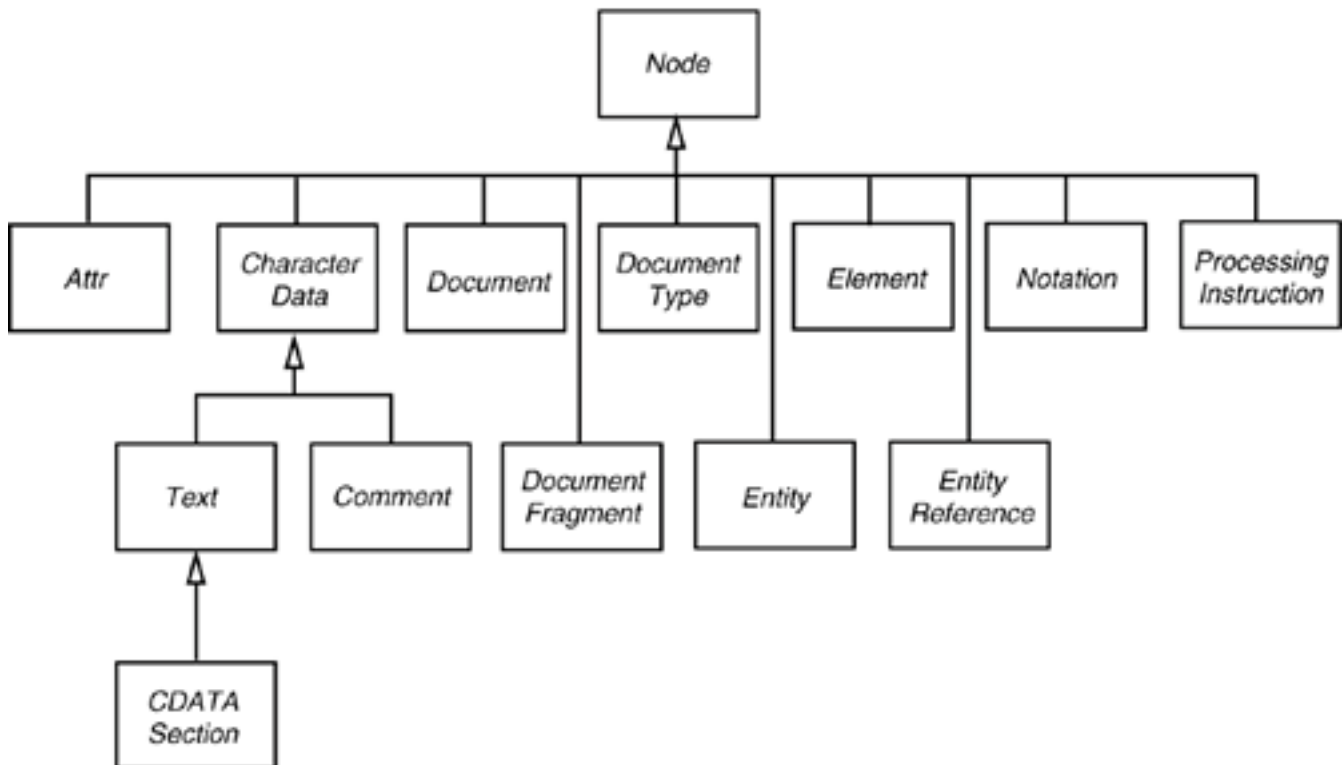 Node
Attr
Character
Data
Document
Document
Type
Element
Notation
Processing
Instruction
Text
Comment
Document
Fragment
Entity
Entity
Reference
CDATA
Section